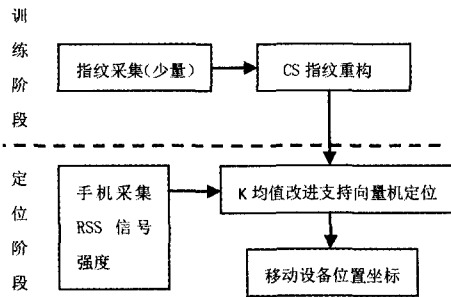 训练阶段
指纹采集(少量)
CS 指纹重构
定位阶段
手机采集
RSS 信号
强度
K 均值改进支持向量机定位
移动设备位置坐标